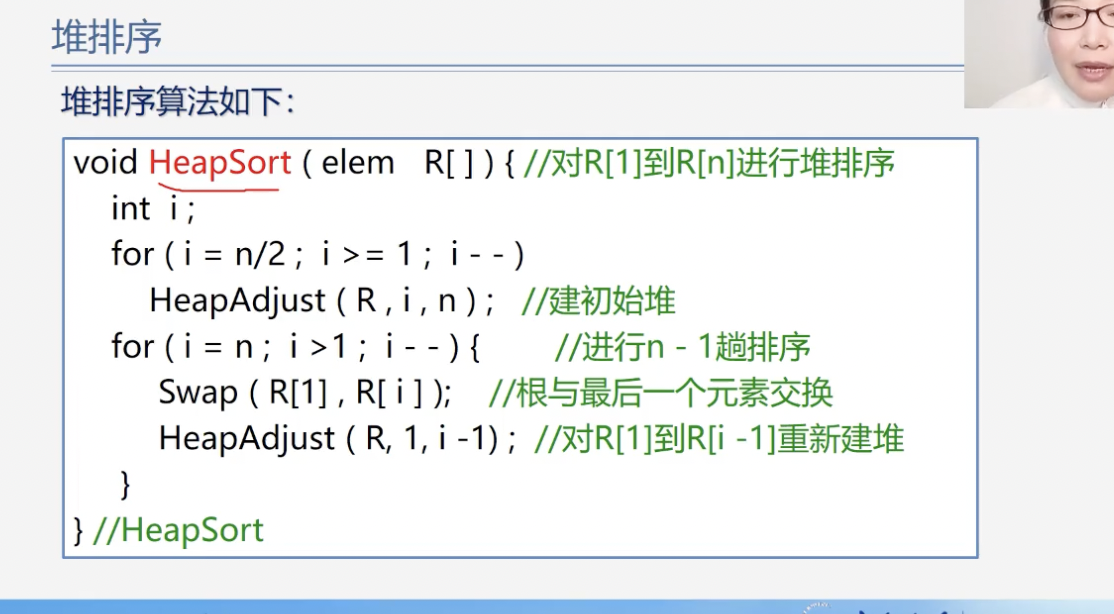 堆排序
堆排序算法如下：
void HeapSort ( elem R[ ] ) { //对R[1]到R[n]进行堆排序
int i ;
for ( i = n/2 ; i >= 1 ; i - - )
HeapAdjust ( R , i , n ) ; //建初始堆
for ( i = n ; i >1 ; i - - ) { //进行n - 1趟排序
Swap ( R[1] , R[ i ] ); //根与最后一个元素交换
HeapAdjust ( R, 1, i -1) ; //对R[1]到R[i -1]重新建堆
}
} //HeapSort